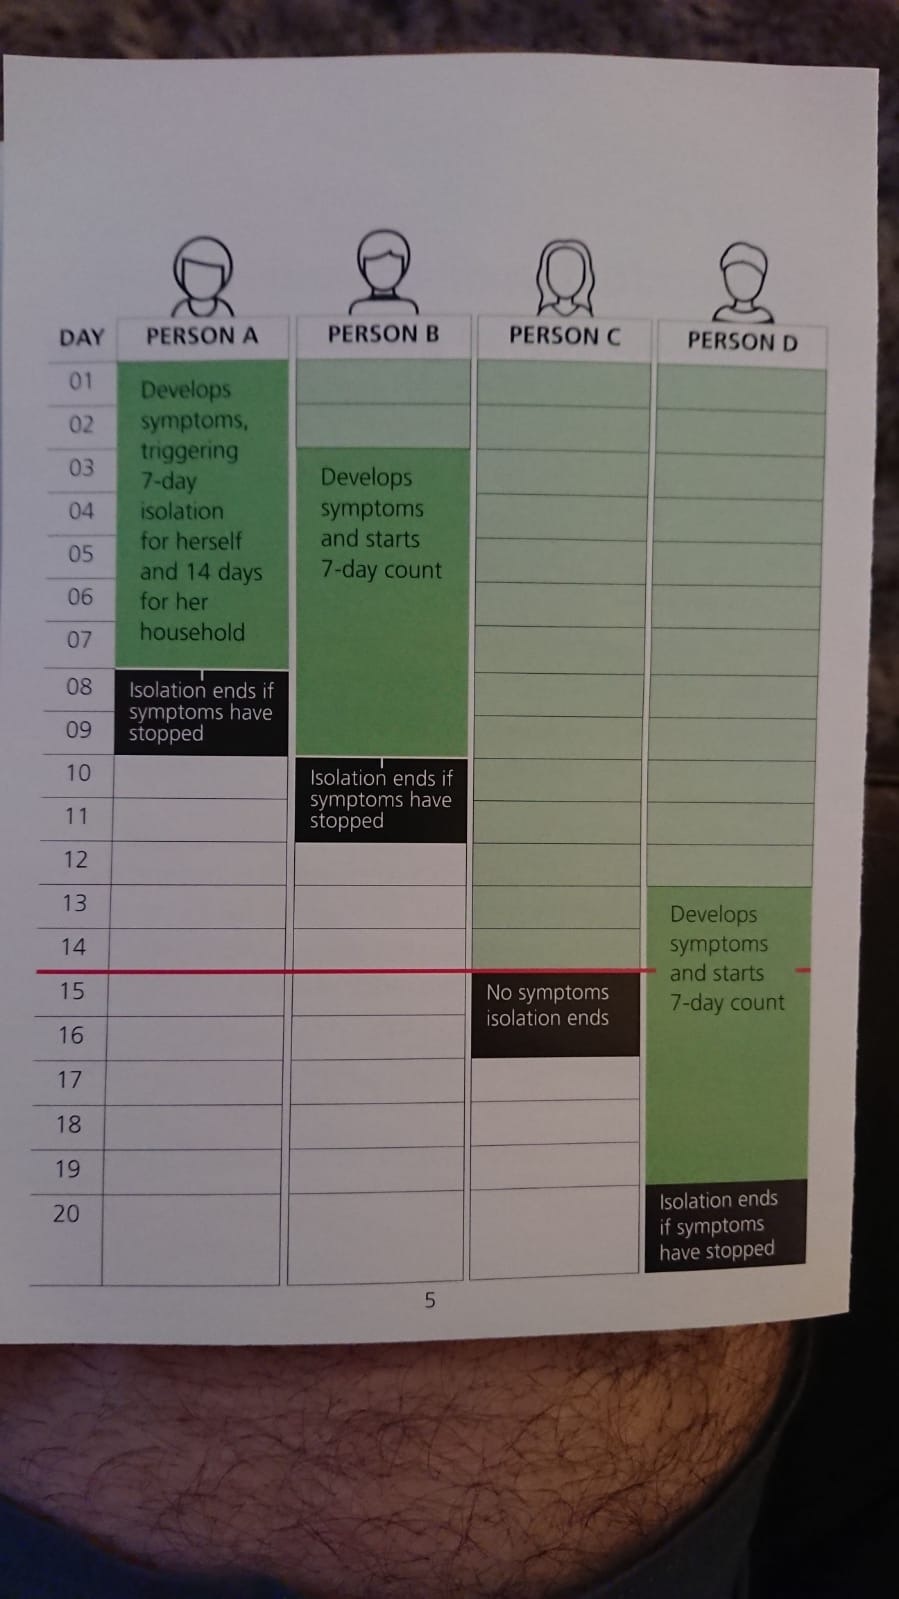 DAY PERSON A PERSON B PERSON C PERSON D
01
02
03
04
05
06
07
08
09
10
11
12
13
14
15
16
17
18
19
20
Develops
symptoms,
triggering
7-day
isolation
for herself
and 14 days
for her
household
Isolation ends if
symptoms have
stopped
Develops
symptoms
and starts
7-day count
Isolation ends if
symptoms have
stopped
No symptoms
isolation ends
Develops
symptoms
and starts
7-day count
Isolation ends
if symptoms
have stopped
5